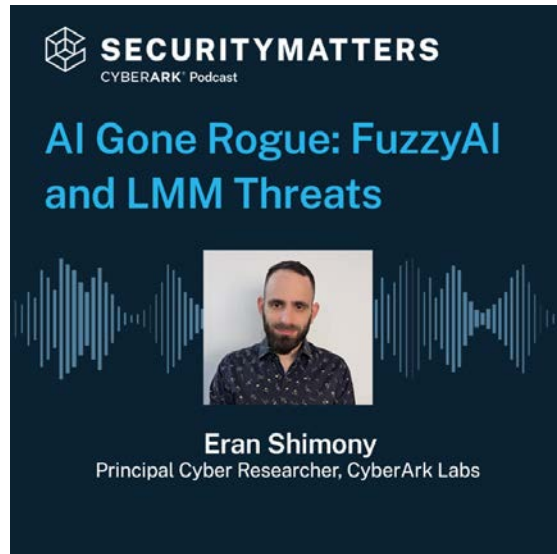 SECURITYMATTERS
CYBERARK® Podcast
AI Gone Rogue: FuzzyAI
and LMM Threats
Eran Shimony
Principal Cyber Researcher, CyberArk Labs